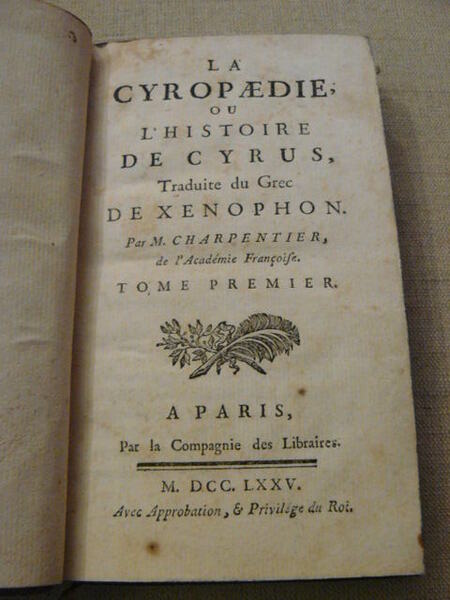 LA
CYROPÆDIE;
OU
L'HISTOIRE
DE CYRUS,
Traduite du Grec
DE XENOPHON.
Par M. CHARPENTIER,
de l'Académie Françoise.
TOME PREMIER.
A PARIS,
Par la Compagnie des Libraires.
M. DCC. LXXV.
Avec Approbation, & Privilége du Roi.